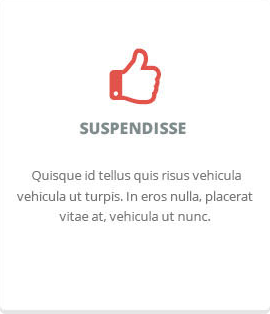 SUSPENDISSE
Quisque id tellus quis risus vehicula
vehicula ut turpis. In eros nulla, placerat
vitae at, vehicula ut nunc.